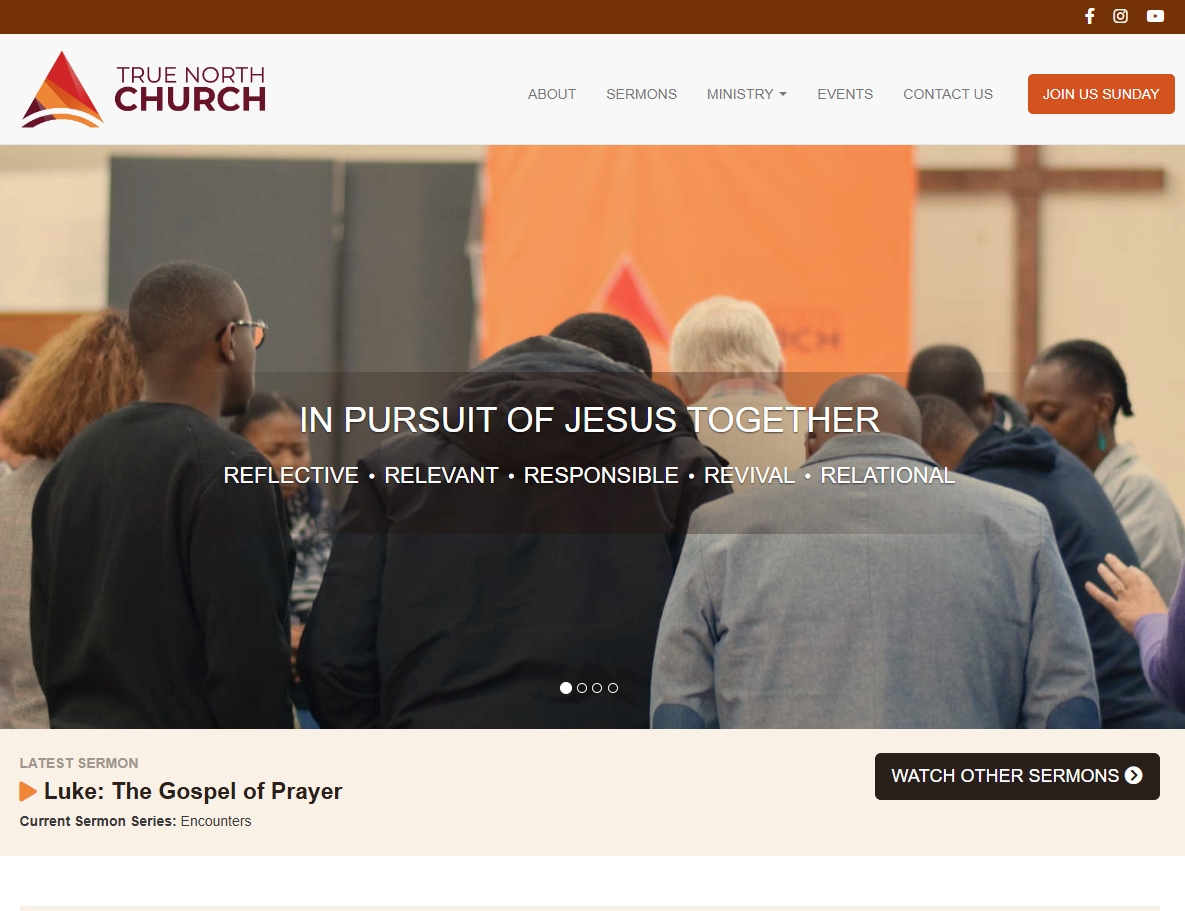 TRUE NORTH
CHURCH
ABOUT
SERMONS
MINISTRY
EVENTS
CONTACT US
JOIN US SUNDAY
IN PURSUIT OF JESUS TOGETHER
REFLECTIVE • RELEVANT • RESPONSIBLE • REVIVAL • RELATIONAL
LATEST SERMON
Luke: The Gospel of Prayer
Current Sermon Series: Encounters
WATCH OTHER SERMONS